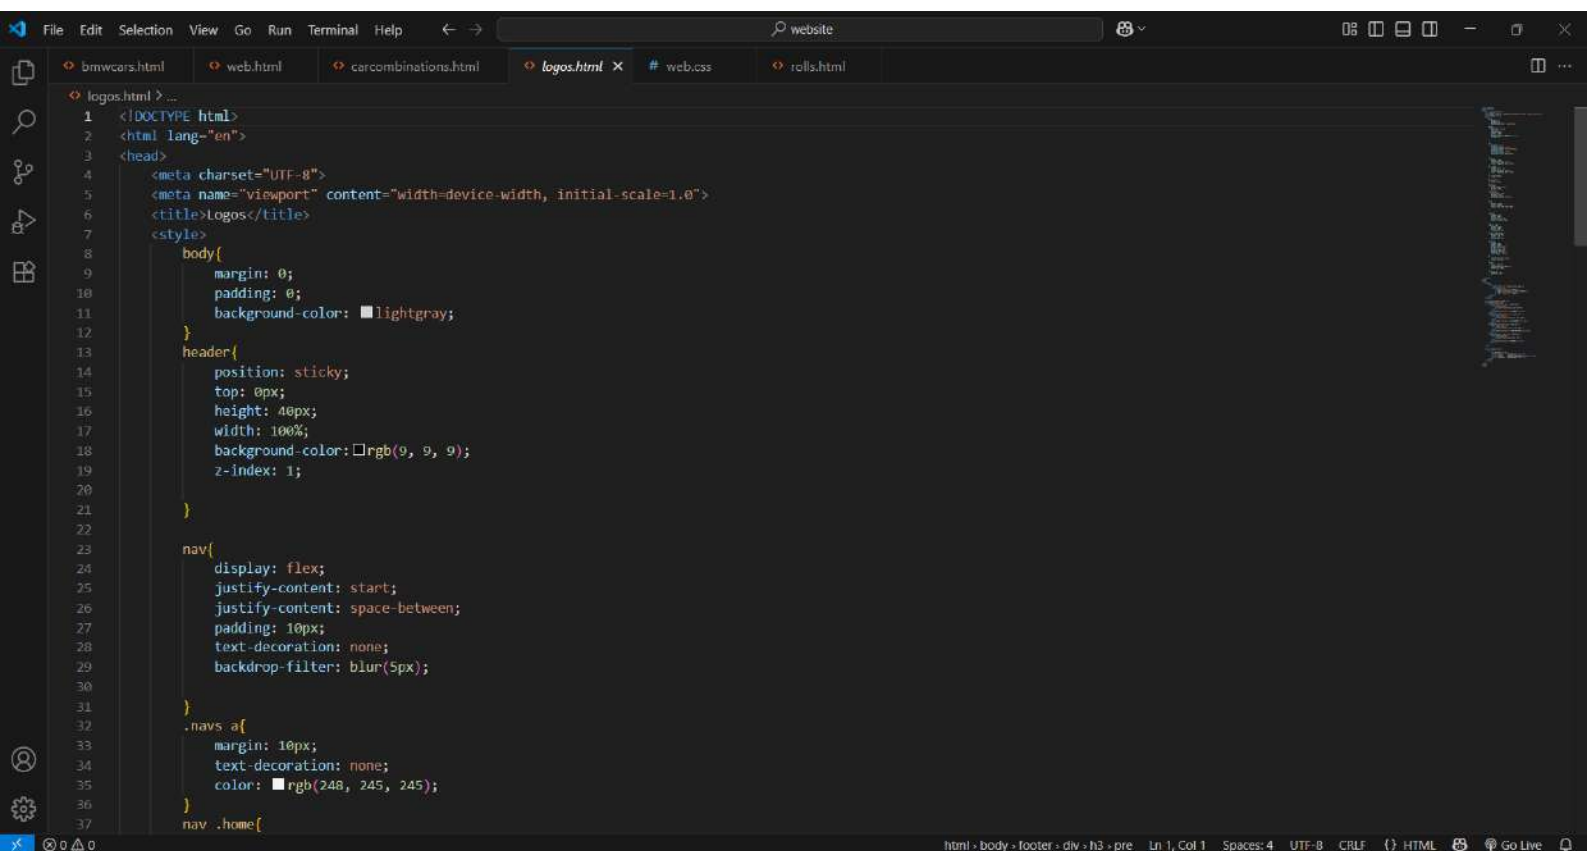 File Edit Selection View Go Run Terminal Help website
bmwcars.html web.html carcombinations.html logos.html # web.css rolls.html
logos.html > ...
1 <!DOCTYPE html>
2 <html lang="en">
3 <head>
4 <meta charset="UTF-8">
5 <meta name="viewport" content="width=device-width, initial-scale=1.0">
6 <title>Logos</title>
7 <style>
8 body{
9 margin: 0;
10 padding: 0;
11 background-color: lightgray;
12 }
13 header{
14 position: sticky;
15 top: 0px;
16 height: 40px;
17 width: 100%;
18 background-color: rgb(9, 9, 9);
19 z-index: 1;
20
21 }
22
23 nav{
24 display: flex;
25 justify-content: start;
26 justify-content: space-between;
27 padding: 10px;
28 text-decoration: none;
29 backdrop-filter: blur(5px);
30
31 }
32 .navs a{
33 margin: 10px;
34 text-decoration: none;
35 color: rgb(248, 245, 245);
36 }
37 nav .home{
0 0 html > body > footer > div > h3 > pre Ln 1, Col 1 Spaces: 4 UTF-8 CRLF {} HTML Go Live